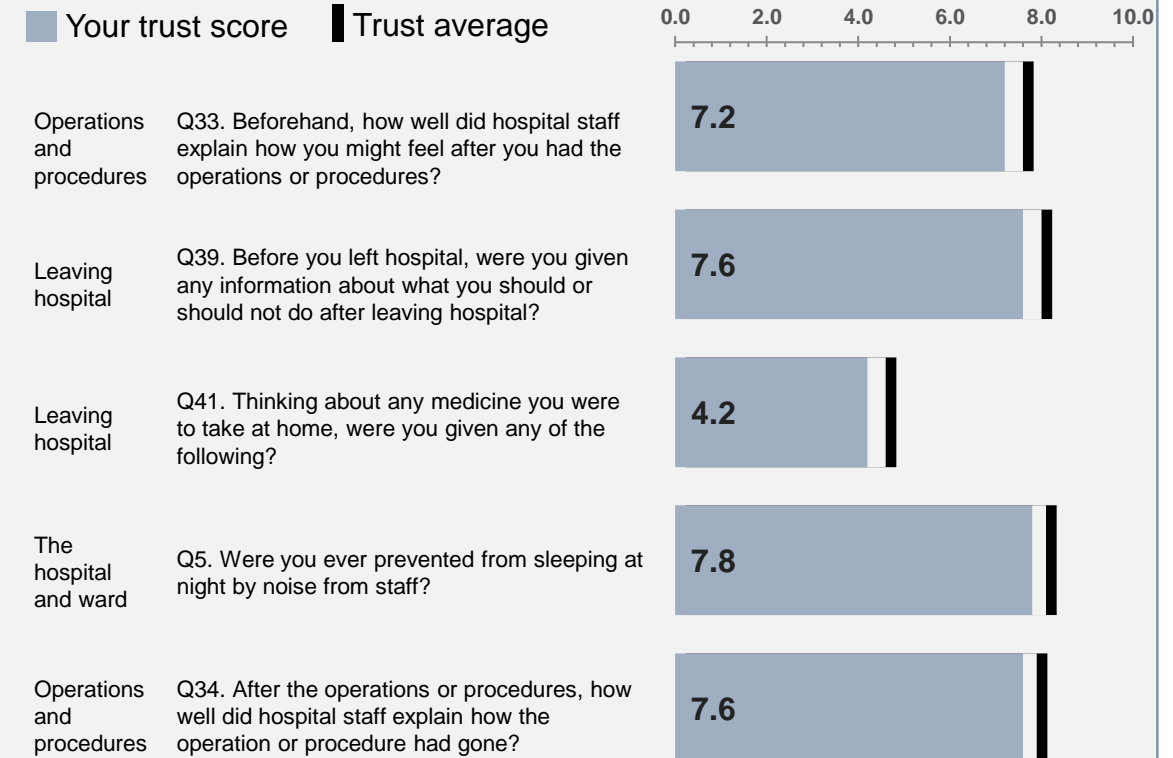 Your trust score
Trust average
0.0 2.0 4.0 6.0 8.0 10.0
Operations
and
procedures
Q33. Beforehand, how well did hospital staff
explain how you might feel after you had the
operations or procedures?
7.2
Leaving
hospital
Q39. Before you left hospital, were you given
any information about what you should or
should not do after leaving hospital?
7.6
Leaving
hospital
Q41. Thinking about any medicine you were
to take at home, were you given any of the
following?
4.2
The
hospital
and ward
Q5. Were you ever prevented from sleeping at
night by noise from staff?
7.8
Operations
and
procedures
Q34. After the operations or procedures, how
well did hospital staff explain how the
operation or procedure had gone?
7.6